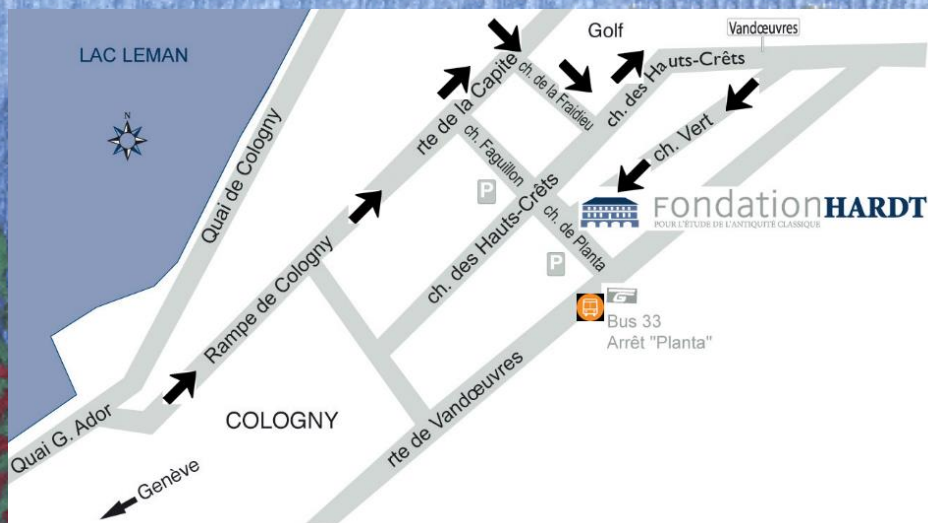 LAC LEMAN
N
Golf
Vandœuvres
ch. des Hauts-Crêts
rte de la Capite
ch. de la Fraidieu
Quai de Cologny
ch. Faguillon
ch. Vert
P
FONDATION HARDT
POUR L'ÉTUDE DE L'ANTIQUITÉ CLASSIQUE
ch. de Planta
ch. des Hauts-Crêts
Rampe de Cologny
P
Bus 33
Arrêt "Planta"
rte de Vandœuvres
COLOGNY
Quai G. Ador
Genève